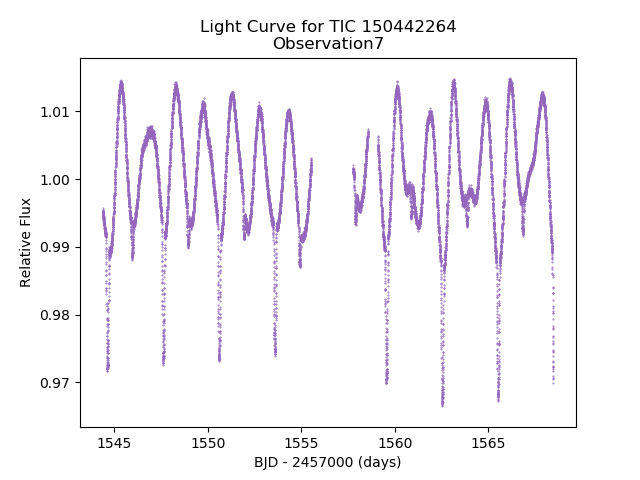 Light Curve for TIC 150442264
Observation7
1.01
1.00
0.99
0.98
0.97
Relative Flux
1545
1550
1555
1560
1565
BJD - 2457000 (days)